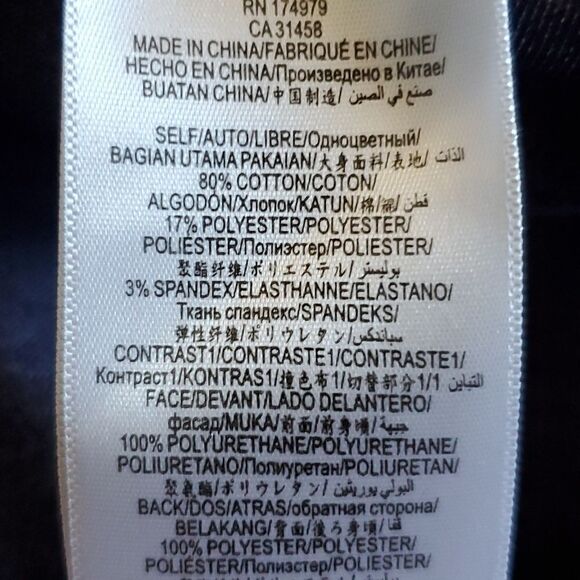 RN 174979
CA 31458
MADE IN CHINA/FABRIQUÉ EN CHINE/
HECHO EN CHINA/Произведено в Китае/
BUATAN CHINA/中国制造/ صنع في الصين
SELF/AUTO/LIBRE/Одноцветный/
BAGIAN UTAMA PAKAIAN/大身面料/表地/ الذات
80% COTTON/COTON/
ALGODÓN/Хлопок/KATUN/棉/綿/ قطن
17% POLYESTER/POLYESTER/
POLIÉSTER/Полиэстер/POLIESTER/
聚酯纤维/ポリエステル/ بوليستر
3% SPANDEX/ELASTHANNE/ELASTANO/
Ткань спандекс/SPANDEKS/
弹性纤维/ポリウレタン/ سباندكس
CONTRAST1/CONTRASTE1/CONTRASTE1/
Контраст1/KONTRAS1/撞色布1/切替部分1/1 التباين
FACE/DEVANT/LADO DELANTERO/
фасад/MUKA/前面/前身頃/ جبهة
100% POLYURETHANE/POLYURETHANE/
POLIURETANO/Полиуретан/POLIURETAN/
聚氨酯/ポリウレタン/ البولي يوريثين
BACK/DOS/ATRAS/обратная сторона/
BELAKANG/背面/後ろ身頃/ قفا
100% POLYESTER/POLYESTER/
POLIÉSTER/Полиэстер/POLIESTER/